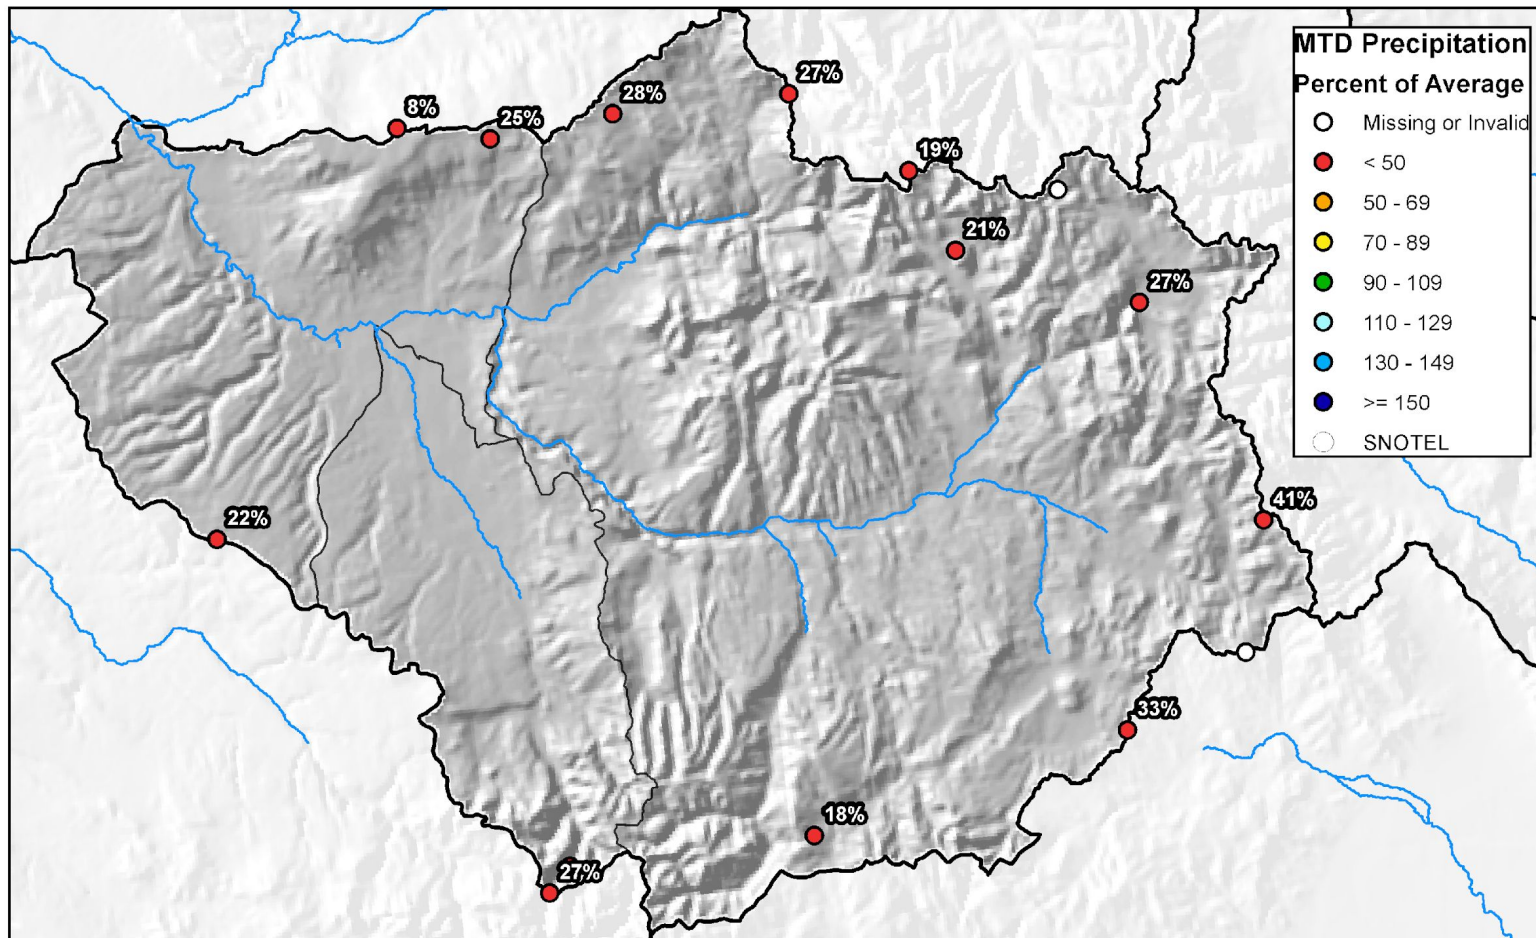 MTD Precipitation
Percent of Average
Missing or Invalid
< 50
50 - 69
70 - 89
90 - 109
110 - 129
130 - 149
>= 150
SNOTEL
27%
28%
8%
25%
19%
21%
27%
41%
22%
33%
18%
27%